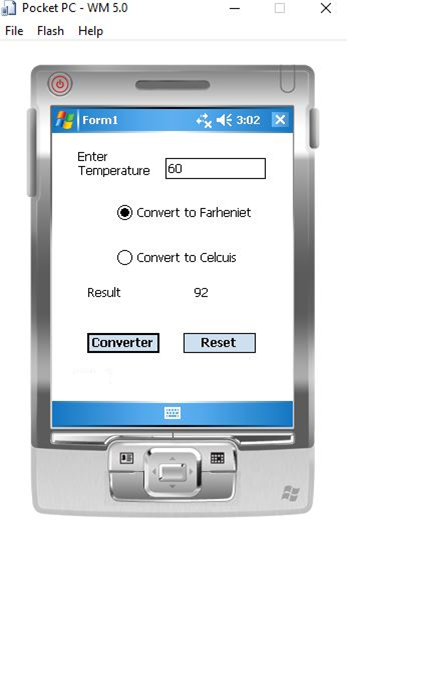 Pocket PC - WM 5.0
File Flash Help
Form1 3:02
Enter
Temperature 60
Convert to Farheniet
Convert to Celcuis
Result 92
Converter Reset